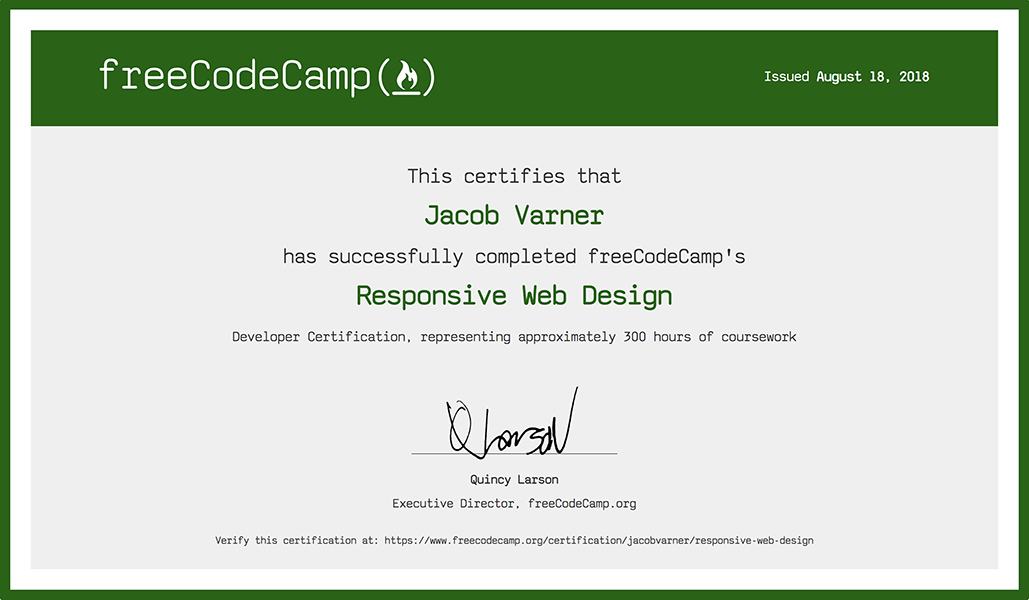 freeCodeCamp(🔥)
Issued August 18, 2018
This certifies that
Jacob Varner
has successfully completed freeCodeCamp's
Responsive Web Design
Developer Certification, representing approximately 300 hours of coursework
Q Larson
Quincy Larson
Executive Director, freeCodeCamp.org
Verify this certification at: https://www.freecodecamp.org/certification/jacobvarner/responsive-web-design